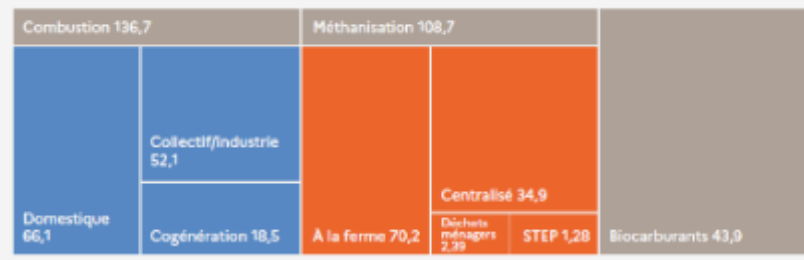 Combustion 136,7
Méthanisation 108,7
Collectif/industrie
52,1
Centralisé 34,9
Domestique
66,1
Cogénération 18,5
À la ferme 70,2
Déchets
ménagers
2,39
STEP 1,28
Biocarburants 43,9